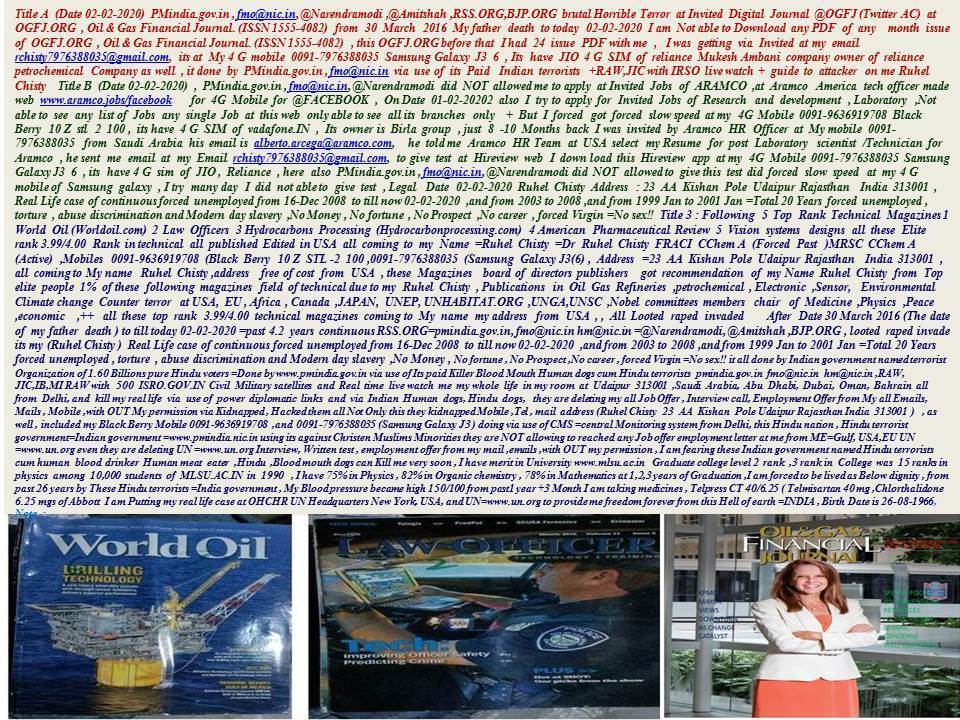 Title A (Date 02-02-2020) PMindia.gov.in , fmo@nic.in, @Narendramodi ,@Amitshah ,RSS.ORG,BJP.ORG brutal Horrible Terror at Invited Digital Journal @OGFJ (Twitter AC) at
OGFJ.ORG , Oil & Gas Financial Journal. (ISSN 1555-4082) from 30 March 2016 My father death to today 02-02-2020 I am Not able to Download any PDF of any month issue
of OGFJ.ORG , Oil & Gas Financial Journal. (ISSN 1555-4082) , this OGFJ.ORG before that I had 24 issue PDF with me , I was getting via Invited at my email
rchisty7976388035@gmail.com, its at My 4 G mobile 0091-7976388035 Samsung Galaxy J3 6 , Its have JIO 4 G SIM of reliance Mukesh Ambani company owner of reliance
petrochemical Company as well , it done by PMindia.gov.in , fmo@nic.in via use of its Paid Indian terrorists +RAW,JIC with IRSO live watch + guide to attacker on me Ruhel
Chisty Title B (Date 02-02-2020) , PMindia.gov.in , fmo@nic.in, @Narendramodi did NOT allowed me to apply at Invited Jobs of ARAMCO ,at Aramco America tech officer made
web www.aramco.jobs/facebook for 4G Mobile for @FACEBOOK , On Date 01-02-20202 also I try to apply for Invited Jobs of Research and development , Laboratory ,Not
able to see any list of Jobs any single Job at this web only able to see all its branches only + But I forced got forced slow speed at my 4G Mobile 0091-9636919708 Black
Berry 10 Z stl 2 100 , its have 4 G SIM of vadafone.IN , Its owner is Birla group , just 8 -10 Months back I was invited by Aramco HR Officer at My mobile 0091-
7976388035 from Saudi Arabia his email is alberto.arcega@aramco.com, he told me Aramco HR Team at USA select my Resume for post Laboratory scientist /Technician for
Aramco , he sent me email at my Email rchisty7976388035@gmail.com, to give test at Hireview web I down load this Hireview app at my 4G Mobile 0091-7976388035 Samsung
Galaxy J3 6 , its have 4 G sim of JIO , Reliance , here also PMindia.gov.in , fmo@nic.in, @Narendramodi did NOT allowed to give this test did forced slow speed at my 4 G
mobile of Samsung galaxy , I try many day I did not able to give test , Legal Date 02-02-2020 Ruhel Chisty Address : 23 AA Kishan Pole Udaipur Rajasthan India 313001 ,
Real Life case of continuous forced unemployed from 16-Dec 2008 to till now 02-02-2020 ,and from 2003 to 2008 ,and from 1999 Jan to 2001 Jan =Total 20 Years forced unemployed ,
torture , abuse discrimination and Modern day slavery ,No Money , No fortune , No Prospect ,No career , forced Virgin =No sex!! Title 3 : Following 5 Top Rank Technical Magazines 1
World Oil (Worldoil.com) 2 Law Officers 3 Hydrocarbons Processing (Hydrocarbonprocessing.com) 4 American Pharmaceutical Review 5 Vision systems designs all these Elite
rank 3.99/4.00 Rank in technical all published Edited in USA all coming to my Name =Ruhel Chisty =Dr Ruhel Chisty FRACI CChem A (Forced Past )MRSC CChem A
(Active) ,Mobiles 0091-9636919708 (Black Berry 10 Z STL -2 100 ,0091-7976388035 (Samsung Galaxy J3(6) , Address =23 AA Kishan Pole Udaipur Rajasthan India 313001 ,
all coming to My name Ruhel Chisty ,address free of cost from USA , these Magazines board of directors publishers got recommendation of my Name Ruhel Chisty from Top
elite people 1% of these following magazines field of technical due to my Ruhel Chisty , Publications in Oil Gas Refineries ,petrochemical , Electronic ,Sensor, Environmental
Climate change Counter terror at USA, EU , Africa , Canada ,JAPAN, UNEP, UNHABITAT.ORG ,UNGA,UNSC ,Nobel committees members chair of Medicine ,Physics ,Peace
,economic ,++ all these top rank 3.99/4.00 technical magazines coming to My name my address from USA , , All Looted raped invaded After Date 30 March 2016 (The date
of my father death ) to till today 02-02-2020 =past 4.2 years continuous RSS.ORG=pmindia.gov.in, fmo@nic.in hm@nic.in =@Narendramodi, @Amitshah ,BJP.ORG , looted raped invade
its my (Ruhel Chisty ) Real Life case of continuous forced unemployed from 16-Dec 2008 to till now 02-02-2020 ,and from 2003 to 2008 ,and from 1999 Jan to 2001 Jan =Total 20 Years
forced unemployed , torture , abuse discrimination and Modern day slavery ,No Money , No fortune , No Prospect ,No career , forced Virgin =No sex!! it all done by Indian government named terrorist
Organization of 1.60 Billions pure Hindu voters =Done by www.pmindia.gov.in via use of Its paid Killer Blood Mouth Human dogs cum Hindu terrorists pmindia.gov.in fmo@nic.in hm@nic.in ,RAW,
JIC,IB,MI RAW with 500 ISRO.GOV.IN Civil Military satellites and Real time live watch me my whole life in my room at Udaipur 313001 ,Saudi Arabia, Abu Dhabi, Dubai, Oman, Bahrain all
from Delhi, and kill my real life via use of power diplomatic links and via Indian Human dogs, Hindu dogs, they are deleting my all Job Offer , Interview call, Employment Offer from My all Emails,
Mails , Mobile ,with OUT My permission via Kidnapped , Hacked them all Not Only this they kidnapped Mobile ,Tel , mail address (Ruhel Chisty 23 AA Kishan Pole Udaipur Rajasthan India 313001 ) , as
well , included my Black Bery Mobile 0091-9636919708 ,and 0091-7976388035 (Samsung Galaxy J3 ) doing via use of CMS =central Monitoring system from Delhi, this Hindu nation , Hindu terrorist
government=Indian government =www.pmindia.nic.in using its against Christen Muslims Minorities they are NOT allowing to reached any Job offer employment letter at me from ME=Gulf, USA,EU UN
=www.un.org even they are deleting UN =www.un.org Interview, Written test , employment offer from my mail ,emails ,with OUT my permission , I am fearing these Indian government named Hindu terrorists
cum human blood drinker Human meat eater ,Hindu ,Blood mouth dogs can Kill me very soon , I have merit in University www.mlsu.ac.in Graduate college level 2 rank ,3 rank in College was 15 ranks in
physics among 10,000 students of MLSU.AC.IN in 1990 , I have 75% in Physics , 82% in Organic chemistry , 78% in Mathematics at 1,2,3 years of Graduation ,I am forced to be lived as Below dignity , from
past 26 years by These Hindu terrorists =India government , My Blood pressure became high 150/100 from past 1 year +3 Month I am taking medicines , Telpress CT 40/6.25 ( Telmisartan 40 mg ,Chlorthalidone
6.25 mgs of Abbott I am Putting my real life case at OHCHR UN Headquarters New York, USA, and UN=www.un.org to provide me freedom forever from this Hell of earth =INDIA , Birth Date is 26-08-1966,
World Oil
DRILLING
TECHNOLOGY
LAW OFFICER
Tech
Improving Officer Safety
Predicting Crime
PLUS >>
OIL & GAS
FINANCIAL
JOURNAL
VIEWS
AS CHANGE
CATALYST